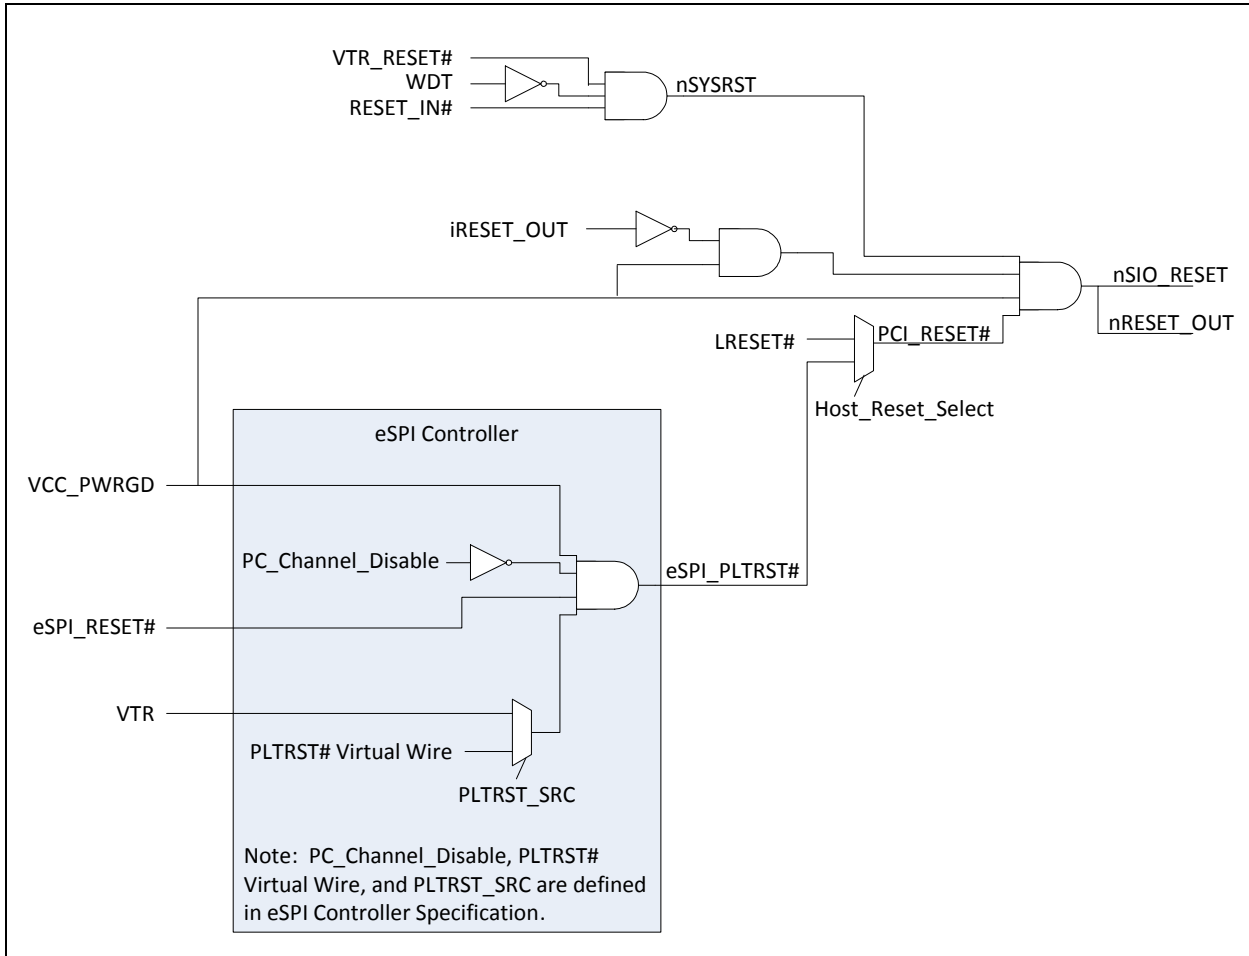 VTR_RESET#
WDT
nSYSRST
RESET_IN#
iRESET_OUT
nSIO_RESET
nRESET_OUT
LRESET#
PCI_RESET#
Host_Reset_Select
eSPI Controller
VCC_PWRGD
PC_Channel_Disable
eSPI_PLTRST#
eSPI_RESET#
VTR
PLTRST# Virtual Wire
PLTRST_SRC
Note:  PC_Channel_Disable, PLTRST#
Virtual Wire, and PLTRST_SRC are defined
in eSPI Controller Specification.